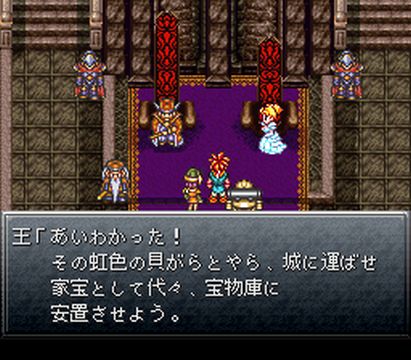 王「あいわかった！
その虹色の貝がらとやら、城に運ばせ
家宝として代々、宝物庫に
安置させよう。